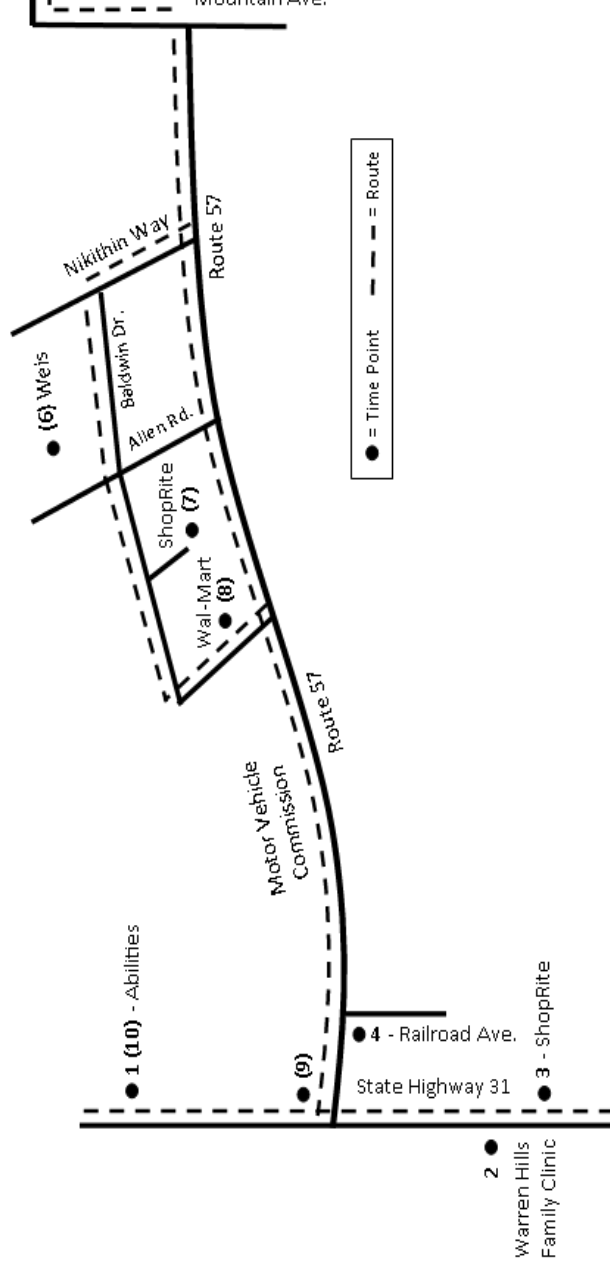 Mountain Ave.
Nikithin Way
Route 57
= Time Point
= Route
Baldwin Dr.
(6) Weis
Allen Rd.
ShopRite
(7)
Wal-Mart
(8)
Route 57
Motor Vehicle
Commission
1 (10) - Abilities
(9)
4 - Railroad Ave.
State Highway 31
3 - ShopRite
2
Warren Hills
Family Clinic